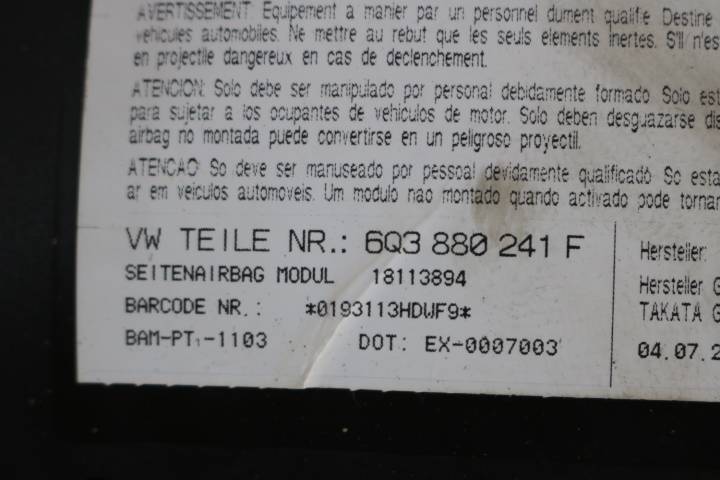 AVERTISSEMENT: Equipement a manier par un personnel dument qualifie. Destine
vehicules automobiles. Ne mettre au rebut que les seuls elements inertes. S'il n'es
en projectile dangereux en cas de declenchement.
ATENCION: Solo debe ser manipulado por personal debidamente formado. Solo est
para sujetar a los ocupantes de vehiculos de motor. Solo deben desguazarse dis
airbag no montada puede convertirse en un peligroso proyectil.
ATENCAO: So deve ser manuseado por pessoal devidamente qualificado. So esta
ar em veiculos automoveis. Um modulo nao montado quando activado pode tornar
VW TEILE NR.: 6Q3 880 241 F
SEITENAIRBAG MODUL 18113894
BARCODE NR.: *0193113HDWF9*
BAM-PT₁-1103 DOT: EX-0007003
Hersteller:
Hersteller G
TAKATA G
04.07.2